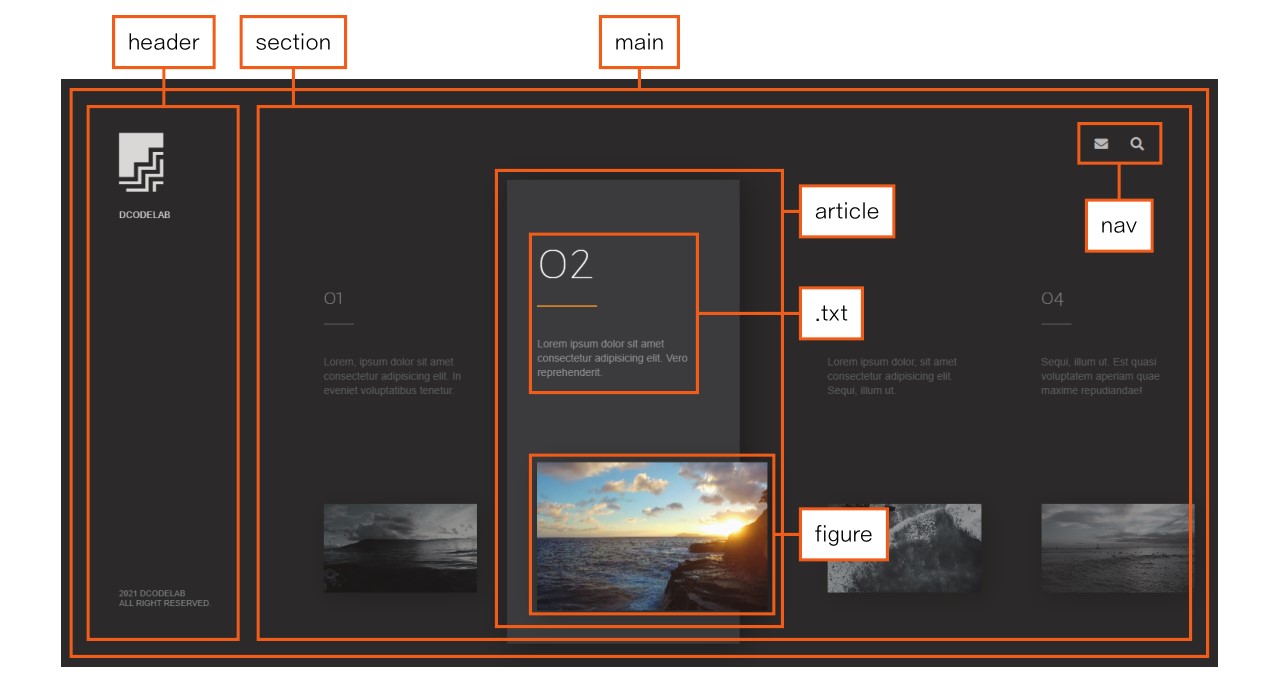 header
section
main
DCODELAB
article
nav
02
.txt
Lorem ipsum dolor sit amet
consectetur adipisicing elit. Vero
reprehenderit.
figure
01
Lorem, ipsum dolor sit amet
consectetur adipisicing elit. In
eveniet voluptatibus tenetur.
Lorem ipsum dolor, sit amet
consectetur adipisicing elit.
Sequi, illum ut.
04
Sequi, illum ut. Est quasi
voluptatem aperiam quae
maxime repudiandae!
2021 DCODELAB
ALL RIGHT RESERVED.